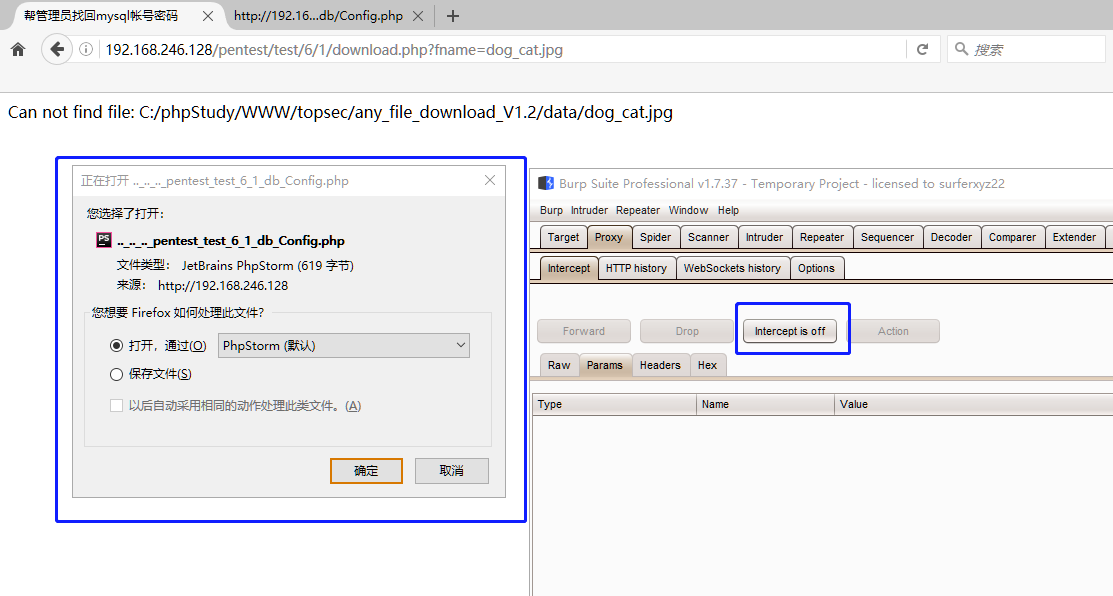 帮管理员找回mysql帐号密码
http://192.16...db/Config.php
192.168.246.128/pentest/test/6/1/download.php?fname=dog_cat.jpg
搜索
Can not find file: C:/phpStudy/WWW/topsec/any_file_download_V1.2/data/dog_cat.jpg
正在打开 .._.._.._pentest_test_6_1_db_Config.php
您选择了打开:
PS
.._.._.._pentest_test_6_1_db_Config.php
文件类型: JetBrains PhpStorm (619 字节)
来源: http://192.168.246.128
您想要 Firefox 如何处理此文件?
打开，通过(O) PhpStorm (默认)
保存文件(S)
以后自动采用相同的动作处理此类文件。(A)
确定 取消
Burp Suite Professional v1.7.37 - Temporary Project - licensed to surferxyz22
Burp Intruder Repeater Window Help
Target Proxy Spider Scanner Intruder Repeater Sequencer Decoder Comparer Extender
Intercept HTTP history WebSockets history Options
Forward Drop Intercept is off Action
Raw Params Headers Hex
Type Name Value